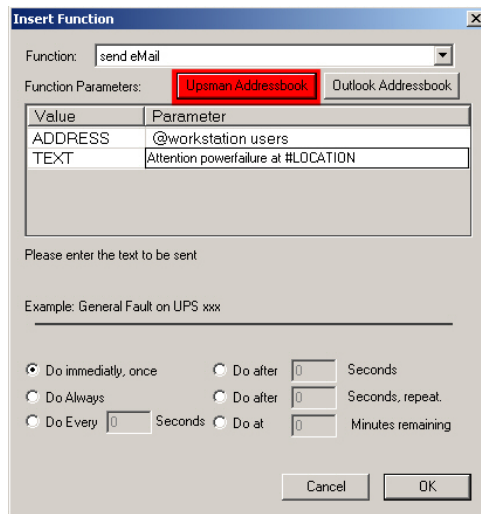 Insert Function
Function: send eMail
Function Parameters: Upsman Addressbook Outlook Addressbook
Value Parameter
ADDRESS @workstation users
TEXT Attention powerfailure at #LOCATION
Please enter the text to be sent
Example: General Fault on UPS xxx
Do immediatly, once Do after 0 Seconds
Do Always Do after 0 Seconds, repeat.
Do Every 0 Seconds Do at 0 Minutes remaining
Cancel OK